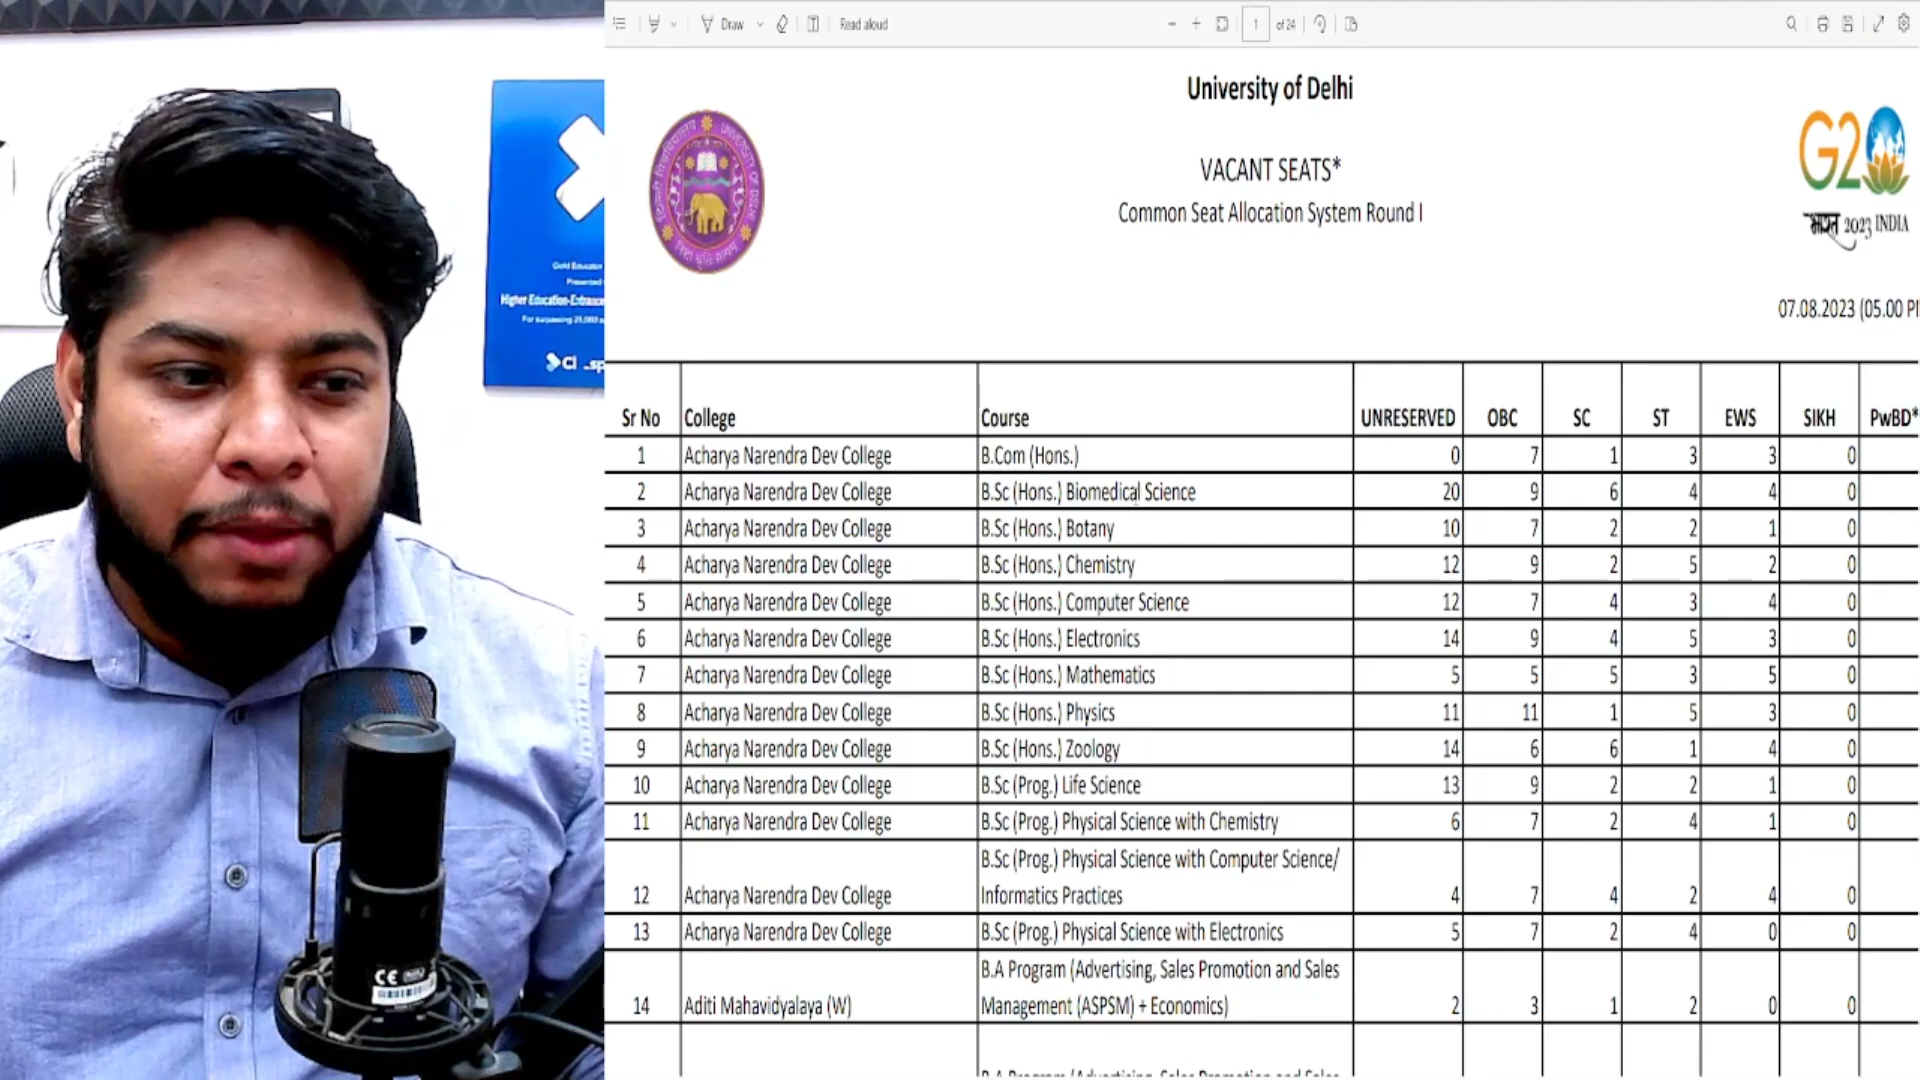 Draw
Read aloud
1
of 24
University of Delhi
VACANT SEATS*
Common Seat Allocation System Round I
G20
भारत 2023 INDIA
07.08.2023 (05.00
Higher Education-Entrance
Sr No College Course UNRESERVED OBC SC ST EWS SIKH PwBD*
1 Acharya Narendra Dev College B.Com (Hons.) 0 7 1 3 3 0
2 Acharya Narendra Dev College B.Sc (Hons.) Biomedical Science 20 9 6 4 4 0
3 Acharya Narendra Dev College B.Sc (Hons.) Botany 10 7 2 2 1 0
4 Acharya Narendra Dev College B.Sc (Hons.) Chemistry 12 9 2 5 2 0
5 Acharya Narendra Dev College B.Sc (Hons.) Computer Science 12 7 4 3 4 0
6 Acharya Narendra Dev College B.Sc (Hons.) Electronics 14 9 4 5 3 0
7 Acharya Narendra Dev College B.Sc (Hons.) Mathematics 5 5 5 3 5 0
8 Acharya Narendra Dev College B.Sc (Hons.) Physics 11 11 1 5 3 0
9 Acharya Narendra Dev College B.Sc (Hons.) Zoology 14 6 6 1 4 0
10 Acharya Narendra Dev College B.Sc (Prog.) Life Science 13 9 2 2 1 0
11 Acharya Narendra Dev College B.Sc (Prog.) Physical Science with Chemistry 6 7 2 4 1 0
B.Sc (Prog.) Physical Science with Computer Science/
12 Acharya Narendra Dev College Informatics Practices 4 7 4 2 4 0
13 Acharya Narendra Dev College B.Sc (Prog.) Physical Science with Electronics 5 7 2 4 0 0
B.A Program (Advertising, Sales Promotion and Sales
14 Aditi Mahavidyalaya (W) Management (ASPSM) + Economics) 2 3 1 2 0 0
B.A Program (Advertising, Sales Promotion and Sales
CE